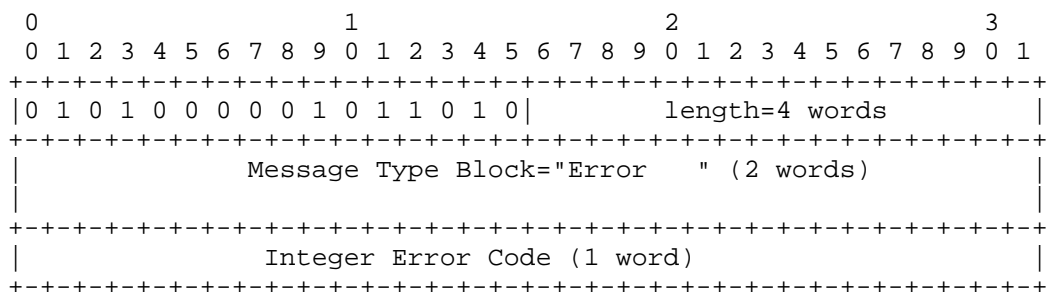 0                   1                   2                   3
 0 1 2 3 4 5 6 7 8 9 0 1 2 3 4 5 6 7 8 9 0 1 2 3 4 5 6 7 8 9 0 1
+-+-+-+-+-+-+-+-+-+-+-+-+-+-+-+-+-+-+-+-+-+-+-+-+-+-+-+-+-+-+-+-+
|0 1 0 1 0 0 0 0 0 1 0 1 1 0 1 0|        length=4 words         |
+-+-+-+-+-+-+-+-+-+-+-+-+-+-+-+-+-+-+-+-+-+-+-+-+-+-+-+-+-+-+-+-+
|              Message Type Block="Error   " (2 words)          |
|                                                               |
+-+-+-+-+-+-+-+-+-+-+-+-+-+-+-+-+-+-+-+-+-+-+-+-+-+-+-+-+-+-+-+-+
|               Integer Error Code (1 word)                     |
+-+-+-+-+-+-+-+-+-+-+-+-+-+-+-+-+-+-+-+-+-+-+-+-+-+-+-+-+-+-+-+-+